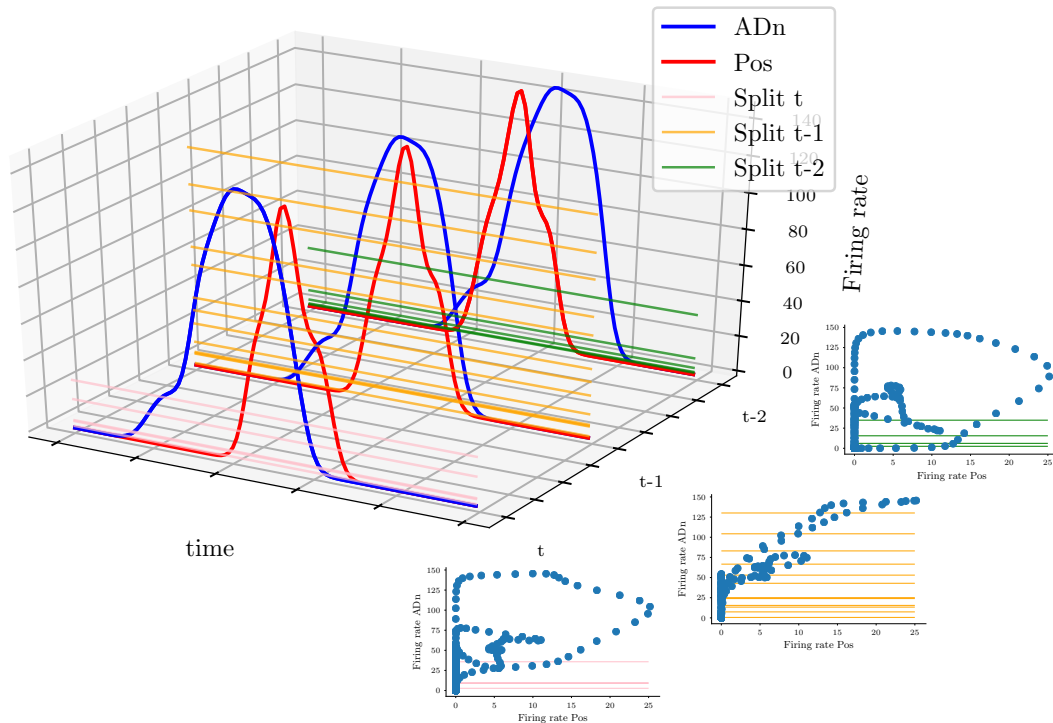 ADn
Pos
Split t
Split t-1
Split t-2
140
120
100
80
60
40
20
0
Firing rate
t-2
t-1
t
time
150
125
100
75
50
25
0
Firing rate ADn
0
5
10
15
20
25
Firing rate Pos
150
125
100
75
50
25
0
Firing rate ADn
0
5
10
15
20
25
Firing rate Pos
150
125
100
75
50
25
0
Firing rate ADn
0
5
10
15
20
25
Firing rate Pos